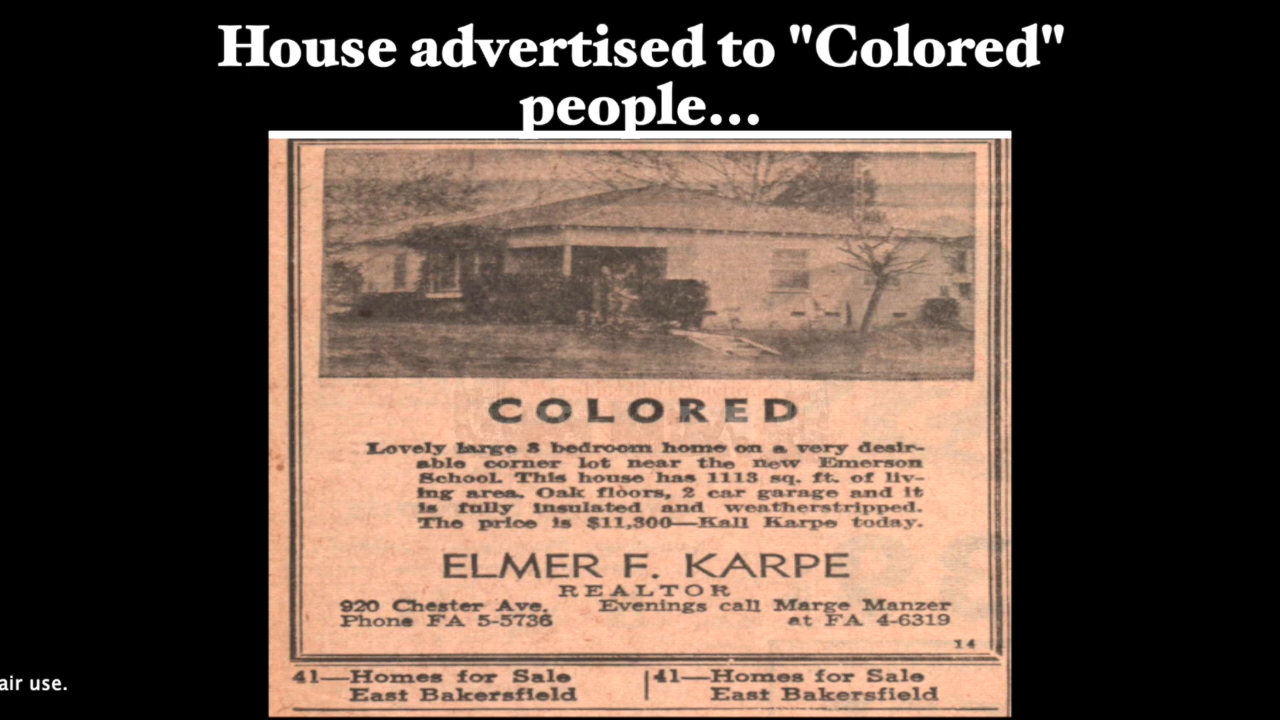 House advertised to "Colored"
people...
COLORED
Lovely large 3 bedroom home on a very desir-
able corner lot near the new Emerson
School. This house has 1113 sq. ft. of liv-
ing area. Oak floors, 2 car garage and it
is fully insulated and weatherstripped.
The price is $11,300—Kall Karpe today.
ELMER F. KARPE
REALTOR
920 Chester Ave. Evenings call Marge Manzer
Phone FA 5-5736 at FA 4-6319
14
41—Homes for Sale 41—Homes for Sale
East Bakersfield East Bakersfield
air use.